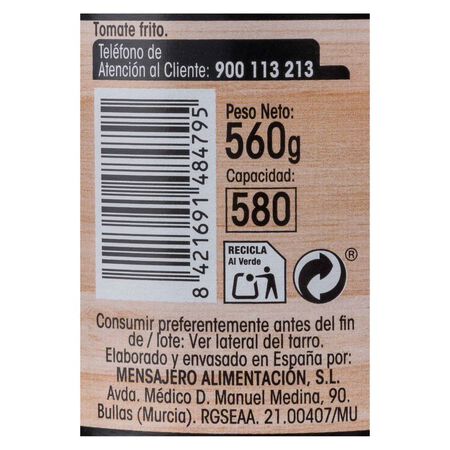 Tomate frito.
Teléfono de
Atención al Cliente: 900 113 213
8 421691 484795
Peso Neto:
560g
Capacidad:
580
RECICLA
Al Verde
®
Consumir preferentemente antes del fin
de / lote: Ver lateral del tarro.
Elaborado y envasado en España por:
MENSAJERO ALIMENTACIÓN, S.L.
Avda. Médico D. Manuel Medina, 90.
Bullas (Murcia). RGSEAA. 21.00407/MU